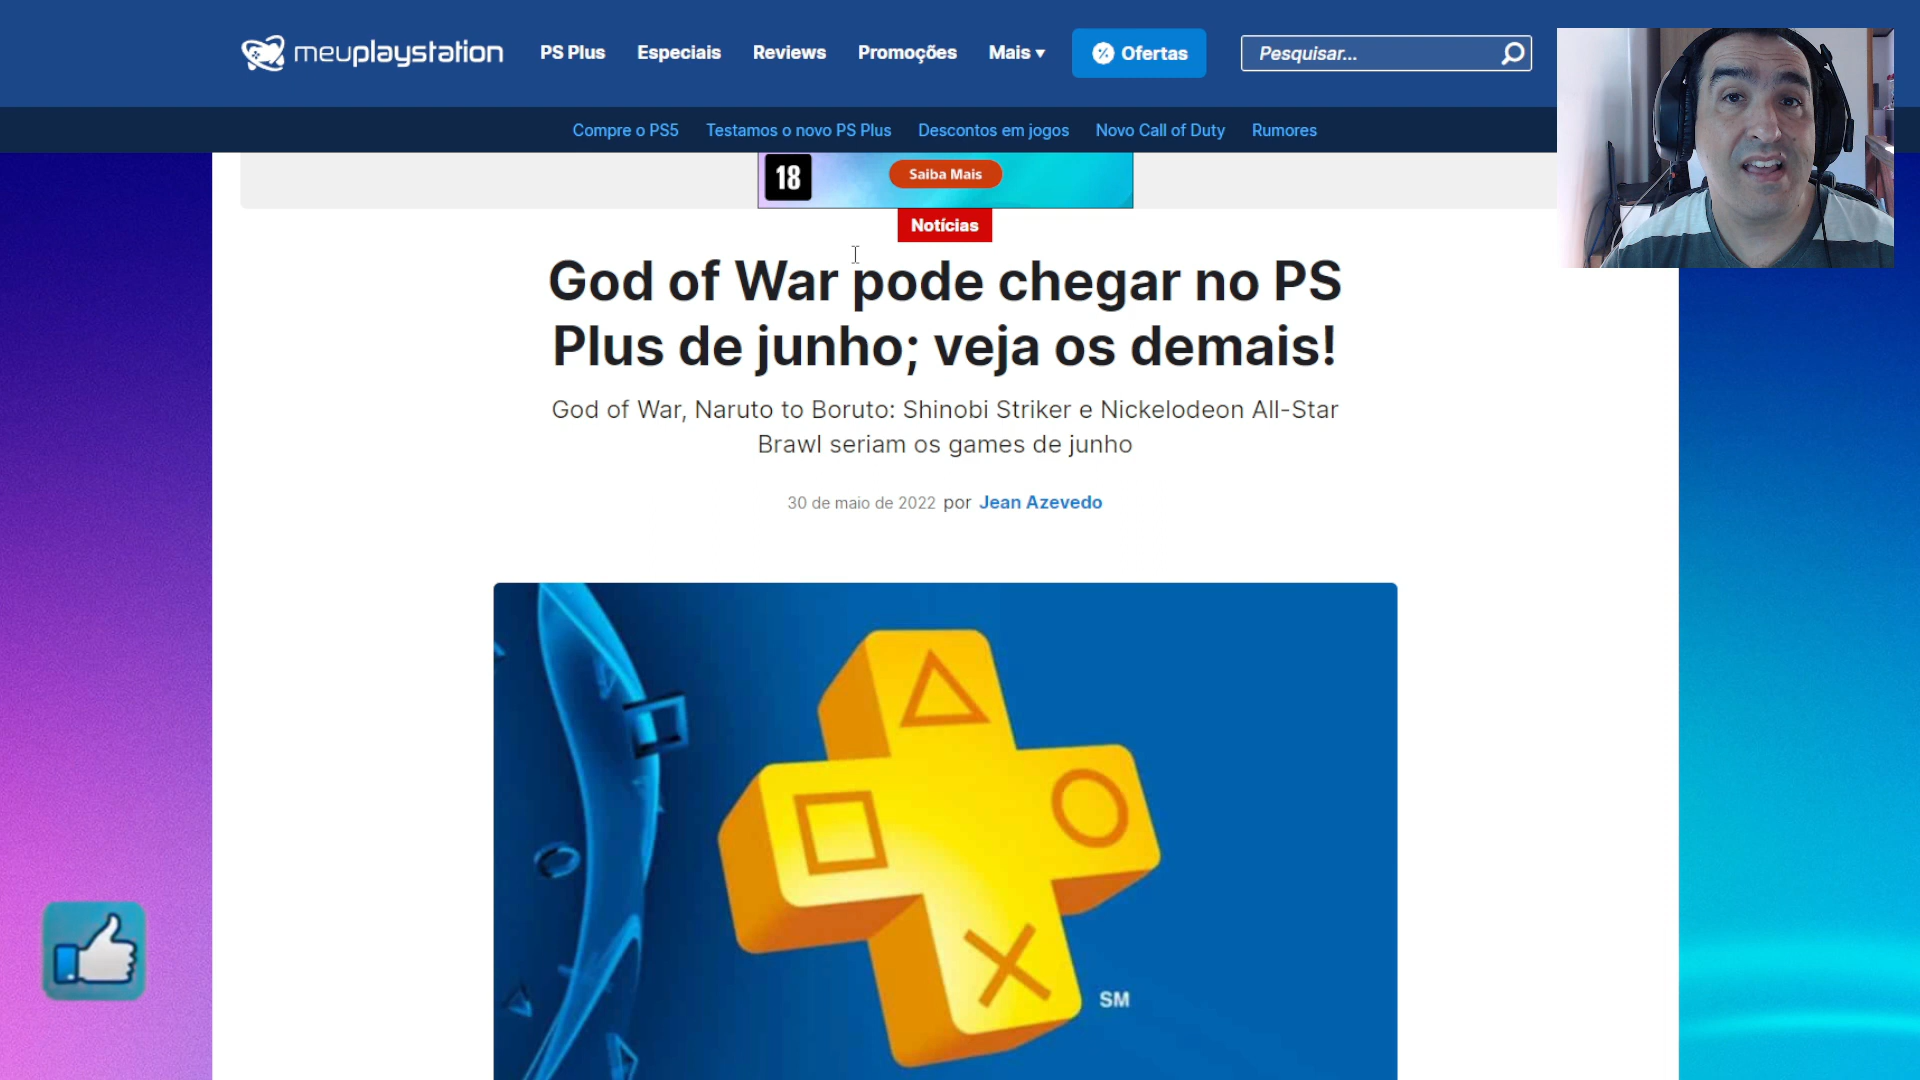 meuplaystation PS Plus Especiais Reviews Promoções Mais ▾ Ofertas Pesquisar...
Compre o PS5 Testamos o novo PS Plus Descontos em jogos Novo Call of Duty Rumores
18 Saiba Mais
Notícias
God of War pode chegar no PS
Plus de junho; veja os demais!
God of War, Naruto to Boruto: Shinobi Striker e Nickelodeon All-Star
Brawl seriam os games de junho
30 de maio de 2022 por Jean Azevedo
SM